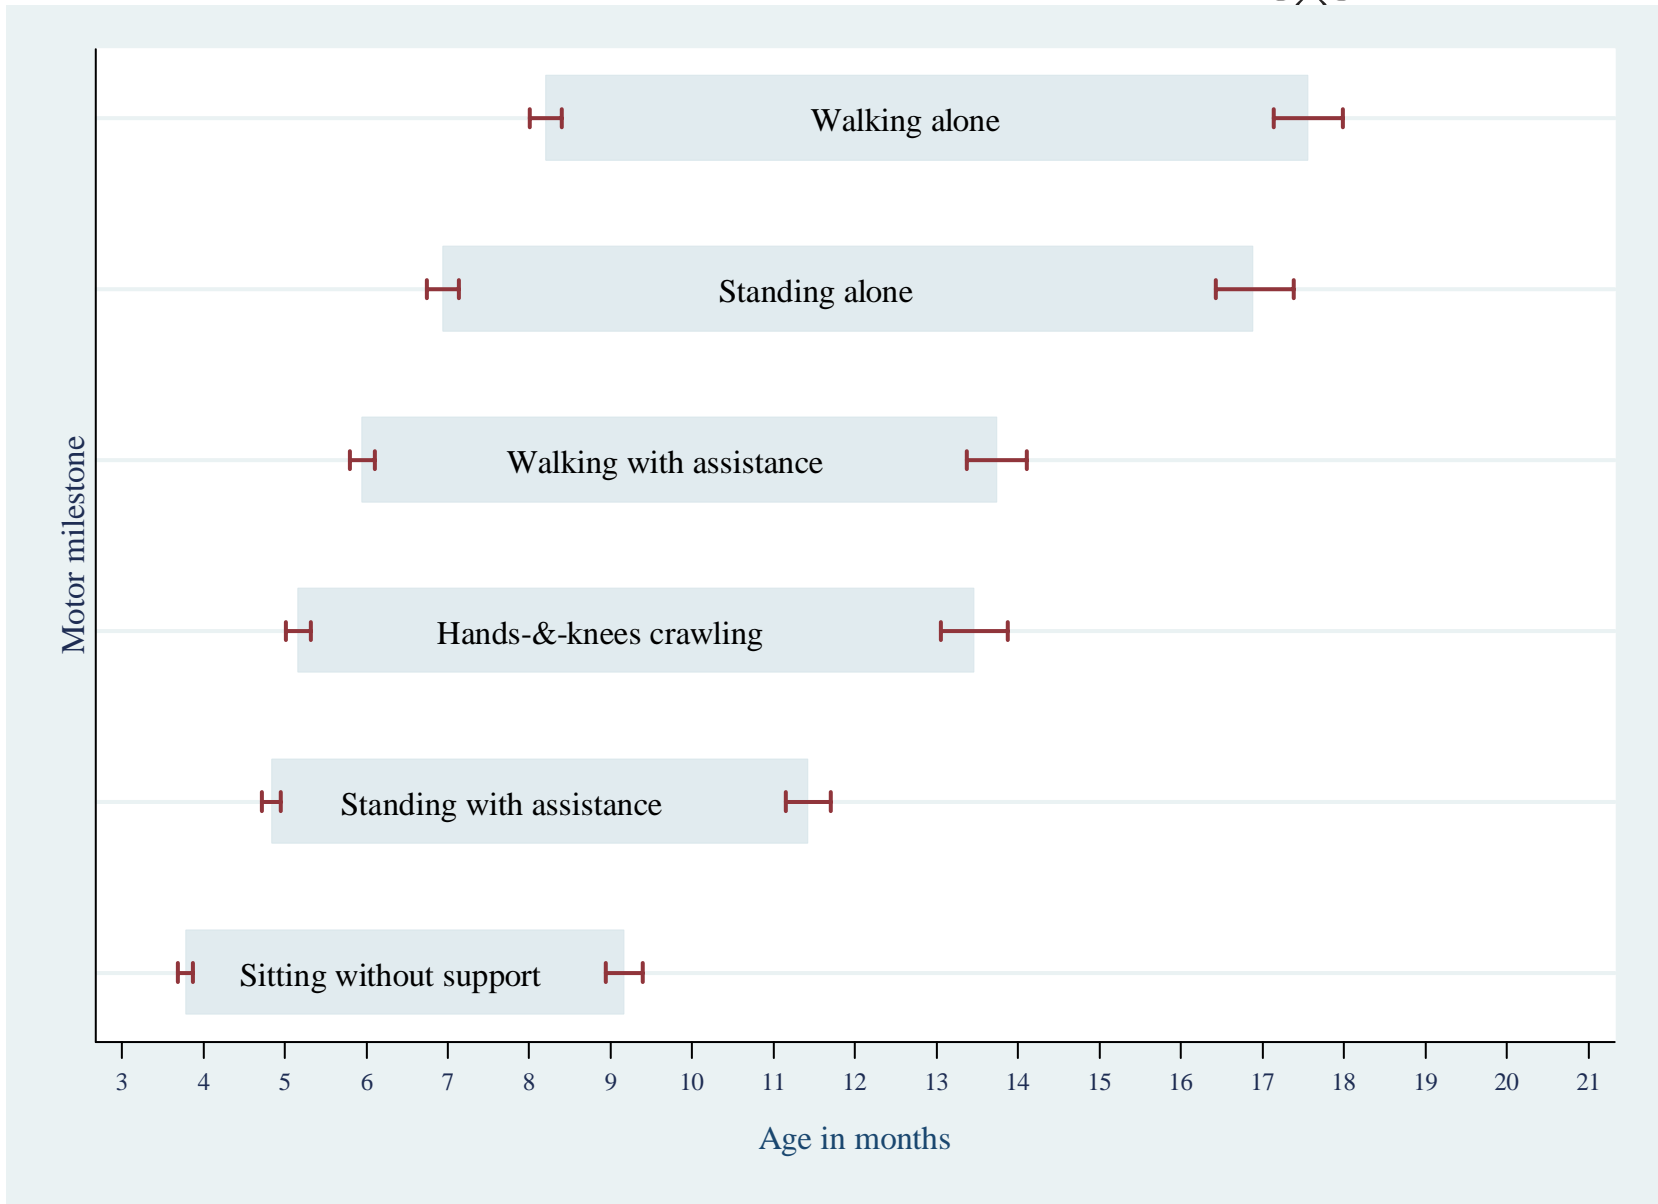 Walking alone
Standing alone
Walking with assistance
Hands-&-knees crawling
Standing with assistance
Sitting without support
Motor milestone
3 4 5 6 7 8 9 10 11 12 13 14 15 16 17 18 19 20 21
Age in months